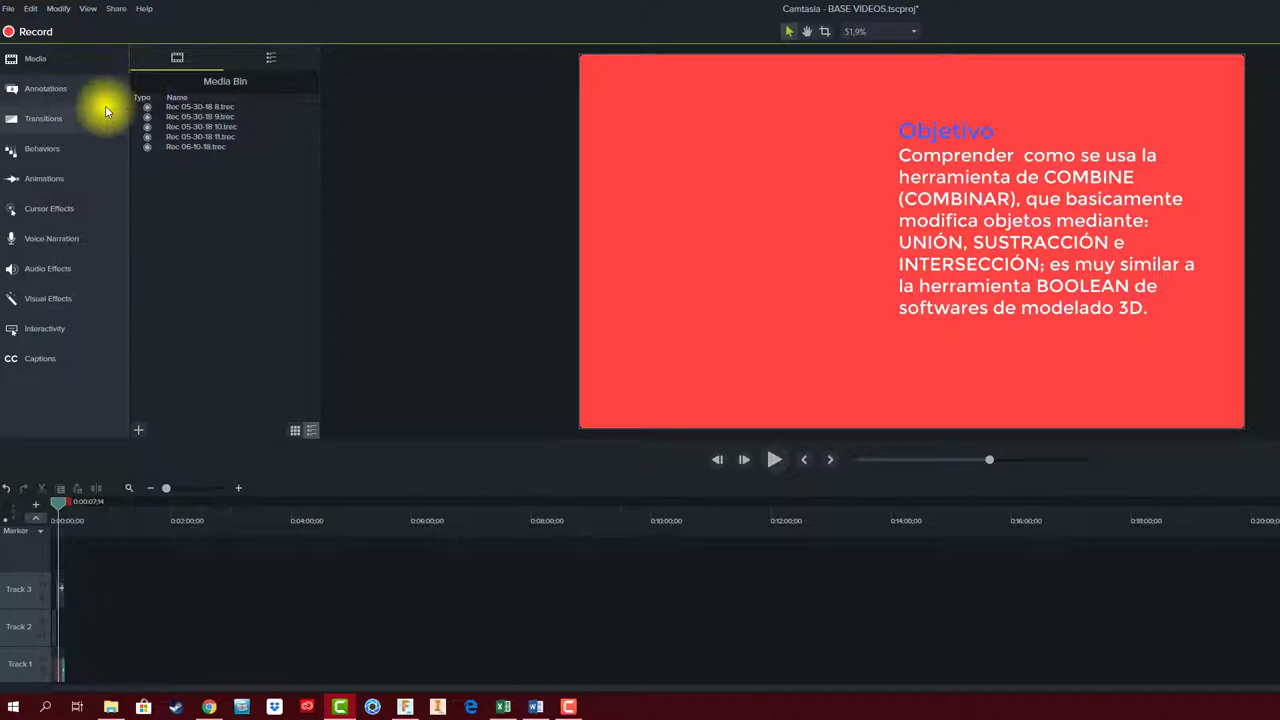 File Edit Modify View Share Help
Camtasia - BASE VIDEOS.tscproj*
Record
51,9%
Media
Annotations
Transitions
Behaviors
Animations
Cursor Effects
Voice Narration
Audio Effects
Visual Effects
Interactivity
CC Captions
Media Bin
Type Name
Rec 05-30-18 8.trec
Rec 05-30-18 9.trec
Rec 05-30-18 10.trec
Rec 05-30-18 11.trec
Rec 06-10-18.trec
Objetivo
Comprender como se usa la
herramienta de COMBINE
(COMBINAR), que basicamente
modifica objetos mediante:
UNIÓN, SUSTRACCIÓN e
INTERSECCIÓN; es muy similar a
la herramienta BOOLEAN de
softwares de modelado 3D.
0:00:07;14
0:00:00;00 0:02:00;00 0:04:00;00 0:06:00;00 0:08:00;00 0:10:00;00 0:12:00;00 0:14:00;00 0:16:00;00 0:18:00;00 0:20:00;0
Marker
Track 3
Track 2
Track 1